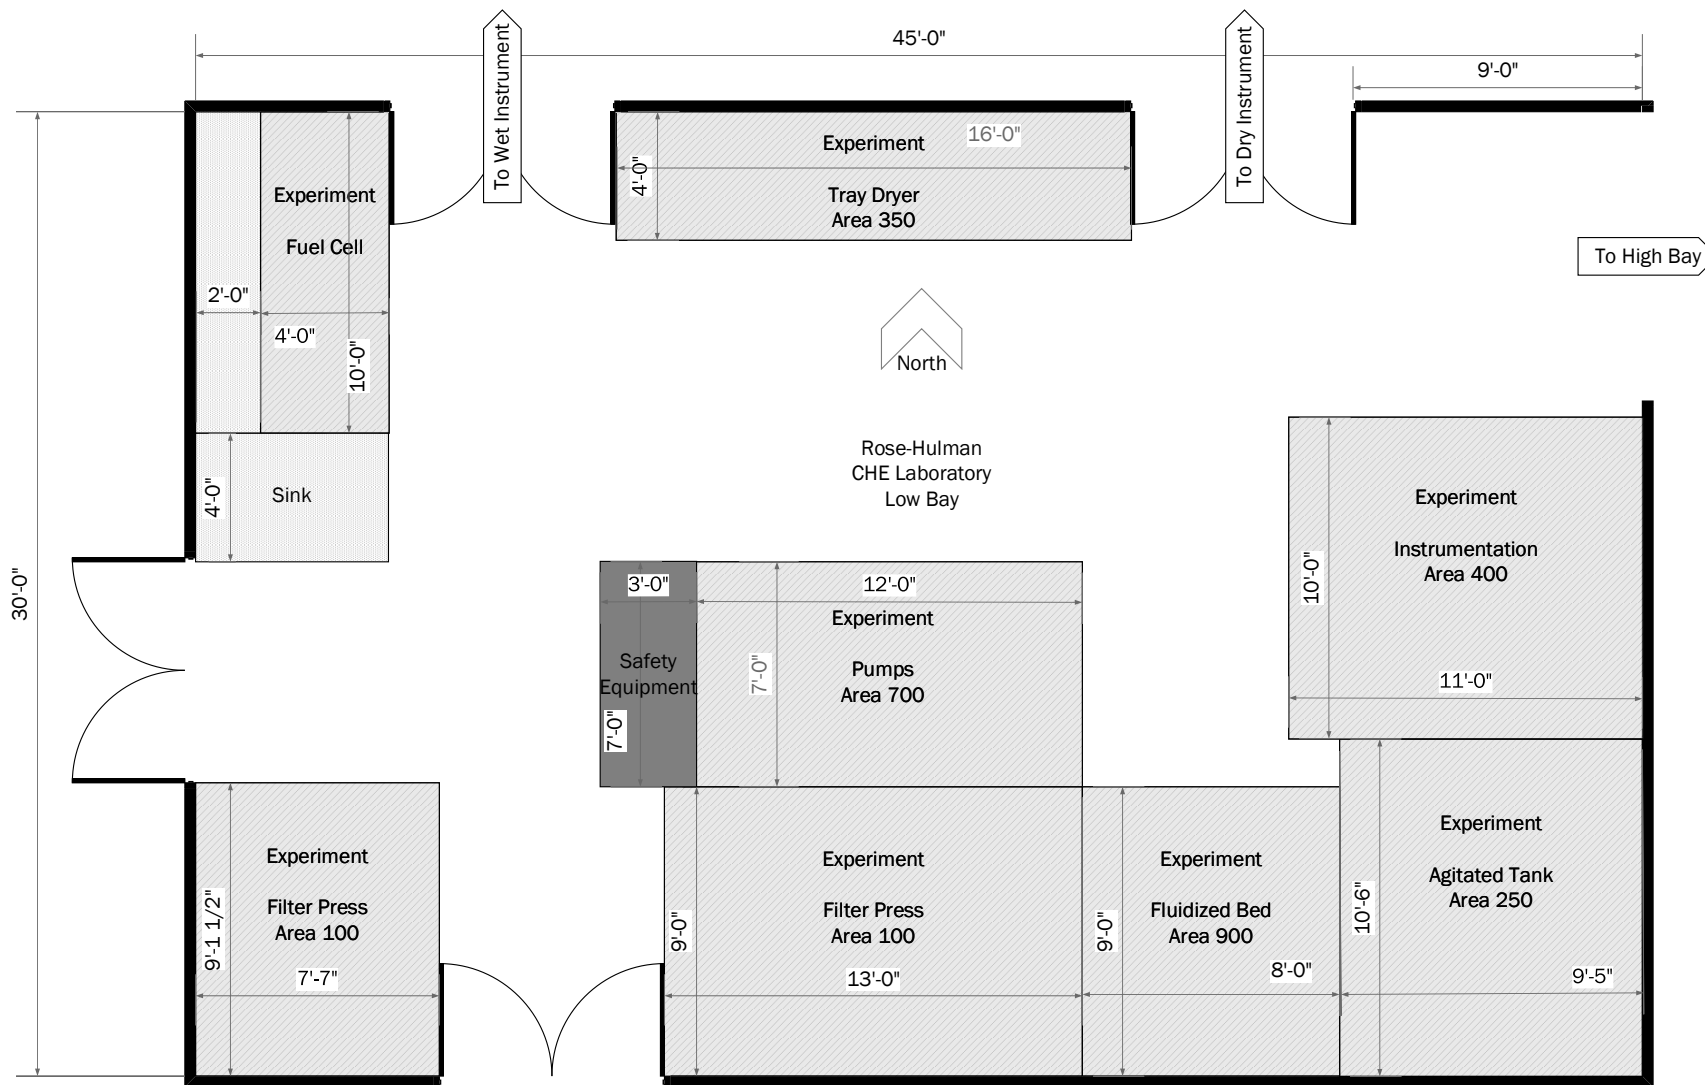 45'-0"
9'-0"
To Wet Instrument
To Dry Instrument
Experiment
16'-0"
4'-0"
Tray Dryer
Area 350
Experiment
Fuel Cell
2'-0"
4'-0"
10'-0"
To High Bay
North
Rose-Hulman
CHE Laboratory
Low Bay
4'-0"
Sink
30'-0"
Experiment
Instrumentation
Area 400
10'-0"
11'-0"
3'-0"
12'-0"
Experiment
Safety
Equipment
7'-0"
7'-0"
Pumps
Area 700
Experiment
Filter Press
Area 100
9'-1 1/2"
7'-7"
Experiment
Filter Press
Area 100
9'-0"
13'-0"
Experiment
Fluidized Bed
Area 900
9'-0"
8'-0"
Experiment
Agitated Tank
Area 250
10'-6"
9'-5"